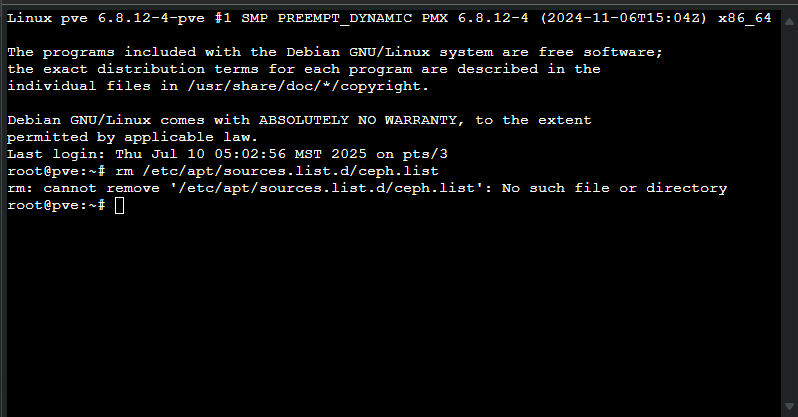 Linux pve 6.8.12-4-pve #1 SMP PREEMPT_DYNAMIC PMX 6.8.12-4 (2024-11-06T15:04Z) x86_64
The programs included with the Debian GNU/Linux system are free software;
the exact distribution terms for each program are described in the
individual files in /usr/share/doc/*/copyright.
Debian GNU/Linux comes with ABSOLUTELY NO WARRANTY, to the extent
permitted by applicable law.
Last login: Thu Jul 10 05:02:56 MST 2025 on pts/3
root@pve:~# rm /etc/apt/sources.list.d/ceph.list
rm: cannot remove '/etc/apt/sources.list.d/ceph.list': No such file or directory
root@pve:~#